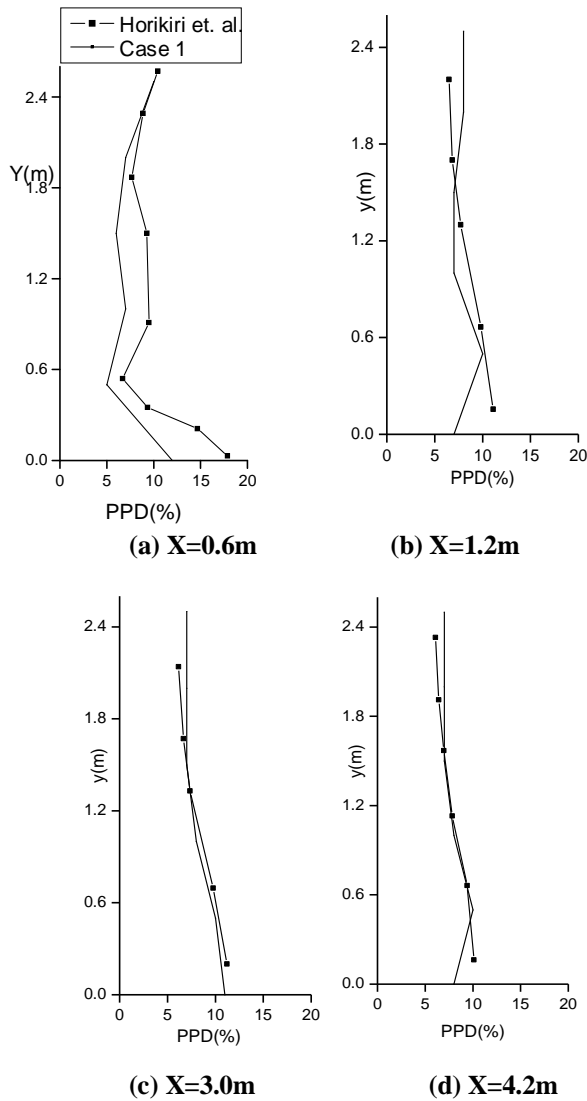 Horikiri et. al.
Case 1
Y(m)
2.4
1.8
1.2
0.6
0.0
0 5 10 15 20
PPD(%)
(a) X=0.6m
y(m)
2.4
1.8
1.2
0.6
0.0
0 5 10 15 20
PPD(%)
(b) X=1.2m
y(m)
2.4
1.8
1.2
0.6
0.0
0 5 10 15 20
PPD(%)
(c) X=3.0m
y(m)
2.4
1.8
1.2
0.6
0.0
0 5 10 15 20
PPD(%)
(d) X=4.2m